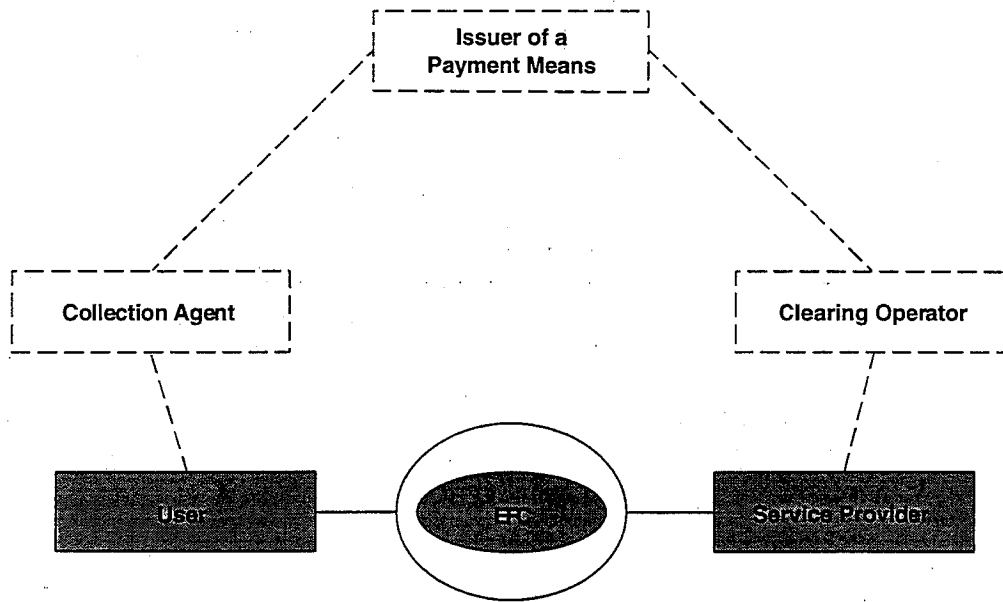 Issuer of a
Payment Means
Collection Agent
Clearing Operator
User
EFC
Service Provider